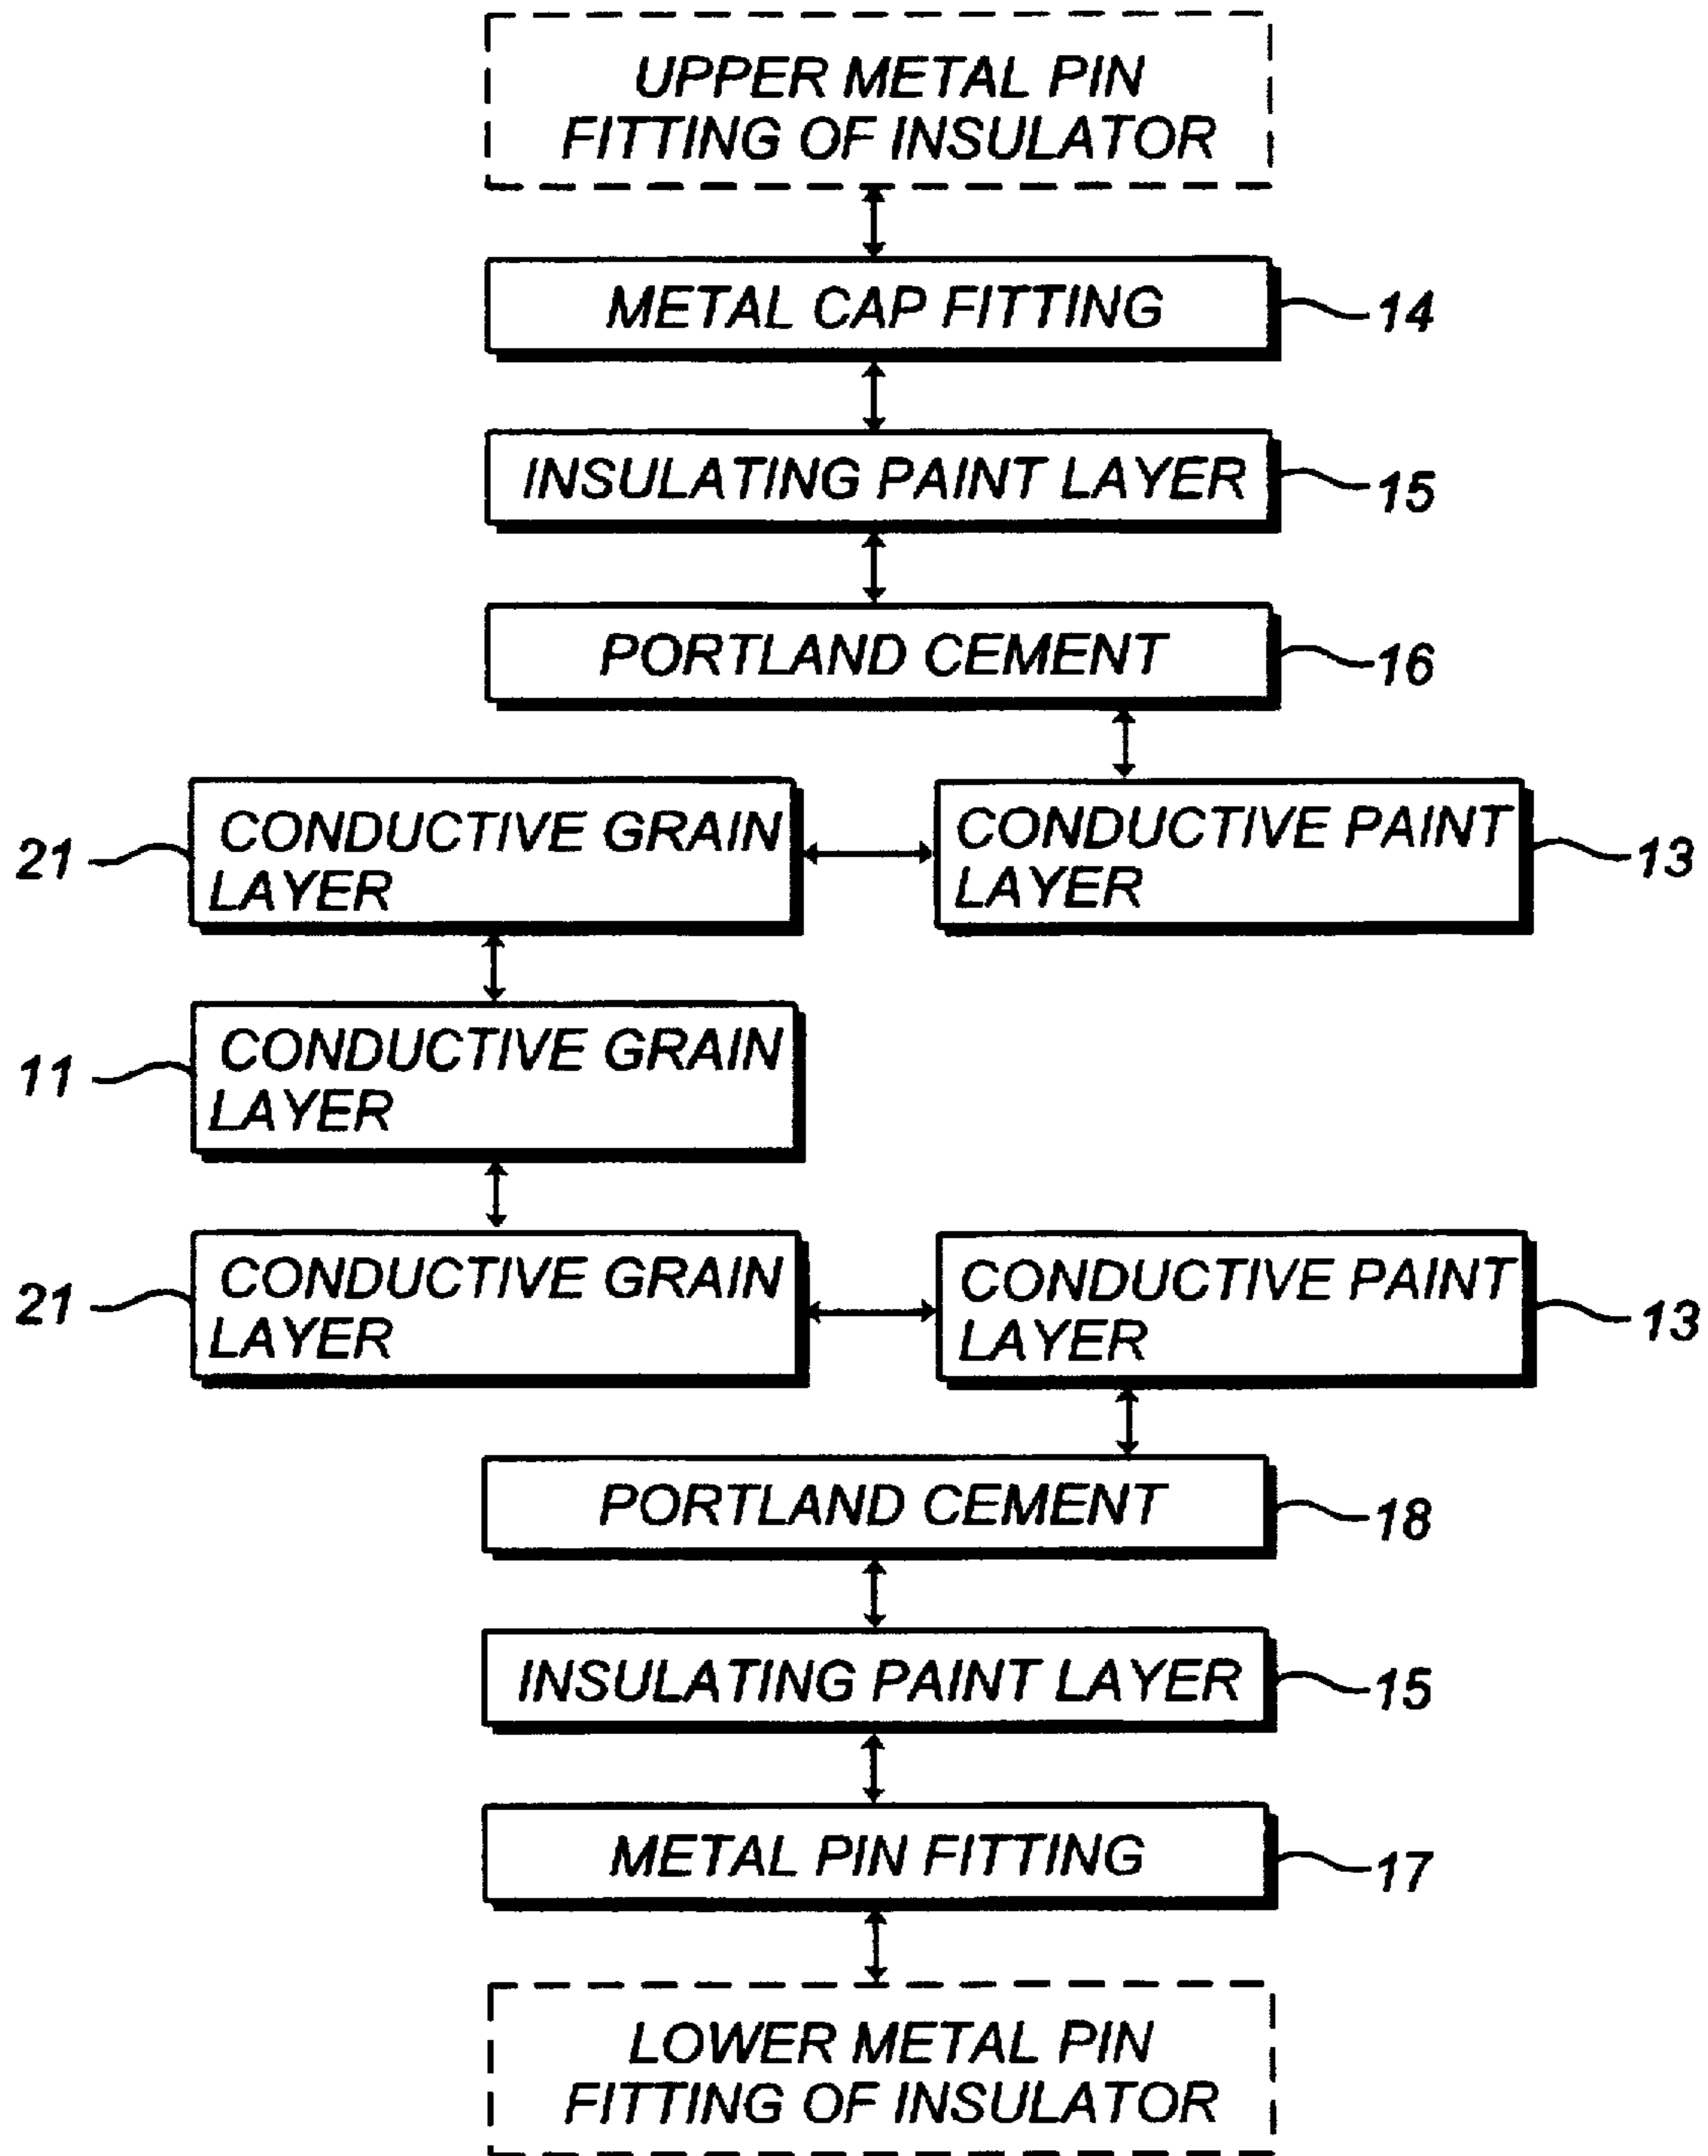 UPPER METAL PIN
FITTING OF INSULATOR
METAL CAP FITTING
14
INSULATING PAINT LAYER
15
PORTLAND CEMENT
16
21
CONDUCTIVE GRAIN
LAYER
CONDUCTIVE PAINT
LAYER
13
11
CONDUCTIVE GRAIN
LAYER
21
CONDUCTIVE GRAIN
LAYER
CONDUCTIVE PAINT
LAYER
13
PORTLAND CEMENT
18
INSULATING PAINT LAYER
15
METAL PIN FITTING
17
LOWER METAL PIN
FITTING OF INSULATOR